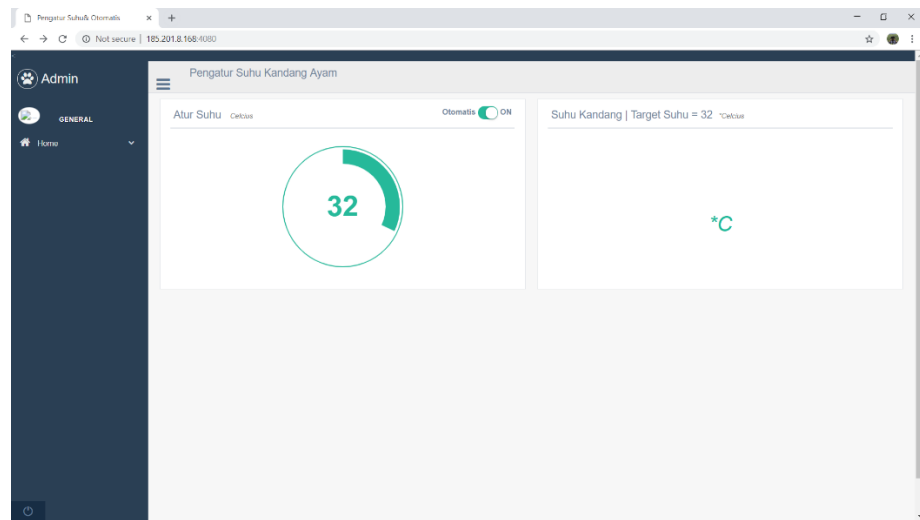 Pengatur Suhu& Otomatis
Not secure | 185.201.8.168:4080
Admin
Pengatur Suhu Kandang Ayam
GENERAL
Home
Atur Suhu Celcius
Otomatis ON
32
Suhu Kandang | Target Suhu = 32 *Celcius
*C